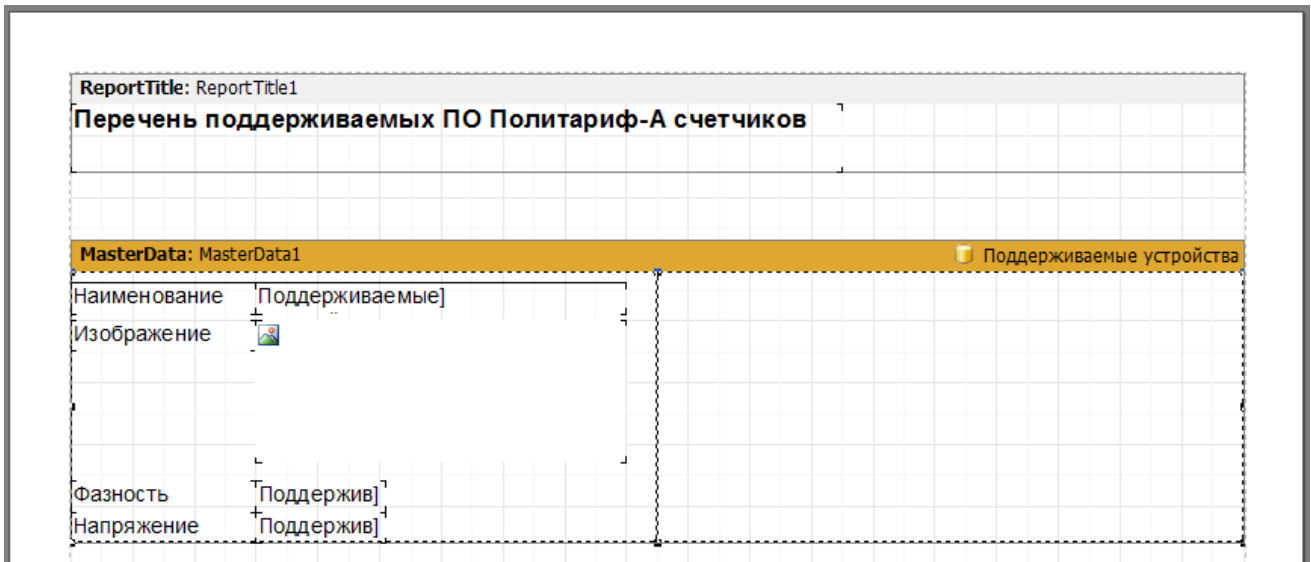 ReportTitle: ReportTitle1
Перечень поддерживаемых ПО Политариф-А счетчиков
MasterData: MasterData1 Поддерживаемые устройства
Наименование Поддерживаемые]
Изображение
Фазность Поддержив]
Напряжение Поддержив]